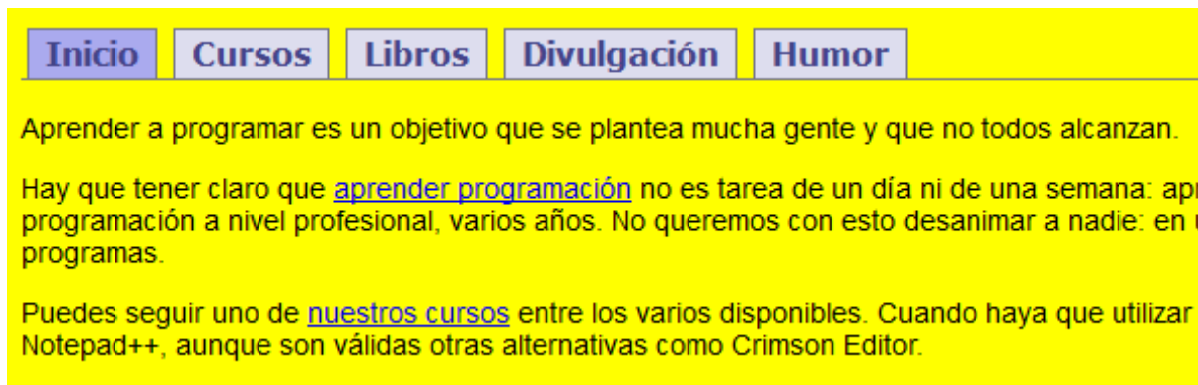 Inicio Cursos Libros Divulgación Humor
Aprender a programar es un objetivo que se plantea mucha gente y que no todos alcanzan.
Hay que tener claro que aprender programación no es tarea de un día ni de una semana:
programación a nivel profesional, varios años. No queremos con esto desanimar a nadie: en
programas.
Puedes seguir uno de nuestros cursos entre los varios disponibles. Cuando haya que utilizar
Notepad++, aunque son válidas otras alternativas como Crimson Editor.